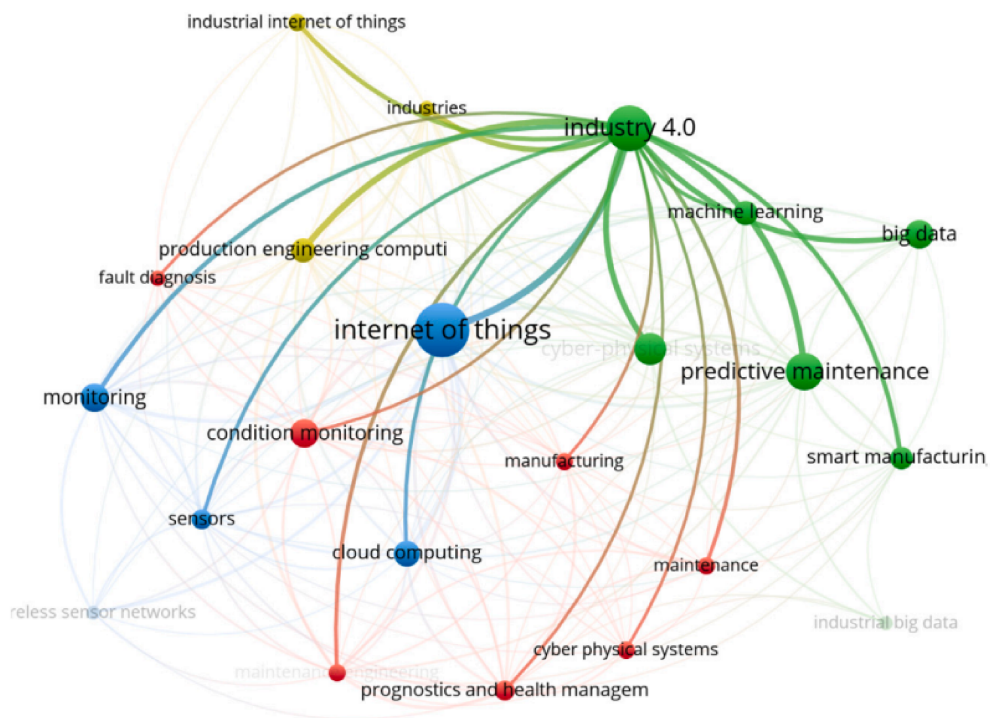 industrial internet of things
industries
industry 4.0
machine learning
big data
production engineering computi
fault diagnosis
internet of things
cyber-physical systems
predictive maintenance
monitoring
condition monitoring
manufacturing
smart manufacturin
sensors
cloud computing
maintenance
reless sensor networks
industrial big data
cyber physical systems
maintenance engineering
prognostics and health managem